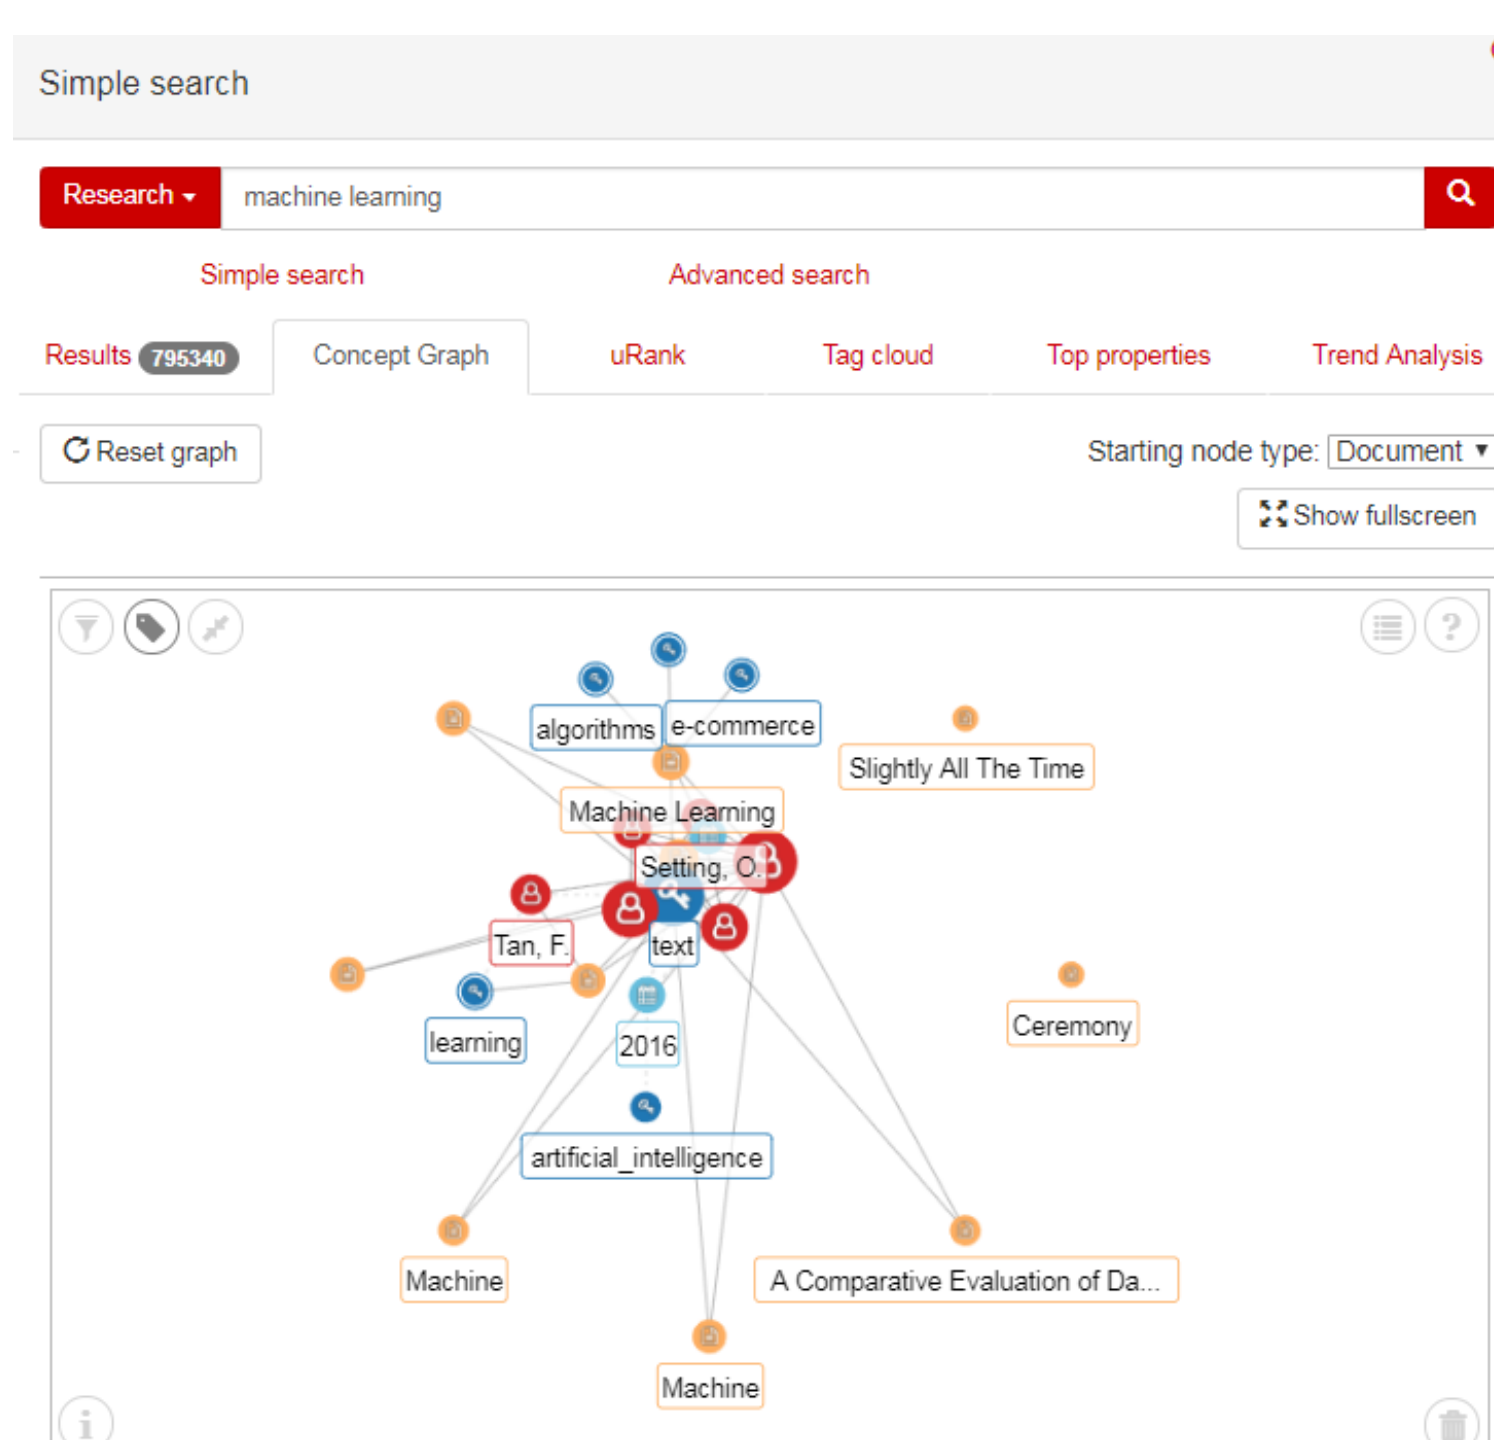 Simple search
Research
machine learning
Simple search
Advanced search
Results 795340
Concept Graph
uRank
Tag cloud
Top properties
Trend Analysis
Reset graph
Starting node type: Document
Show fullscreen
algorithms
e-commerce
Slightly All The Time
Machine Learning
Setting, O.
Tan, F.
text
learning
2016
Ceremony
artificial_intelligence
Machine
A Comparative Evaluation of Da...
Machine